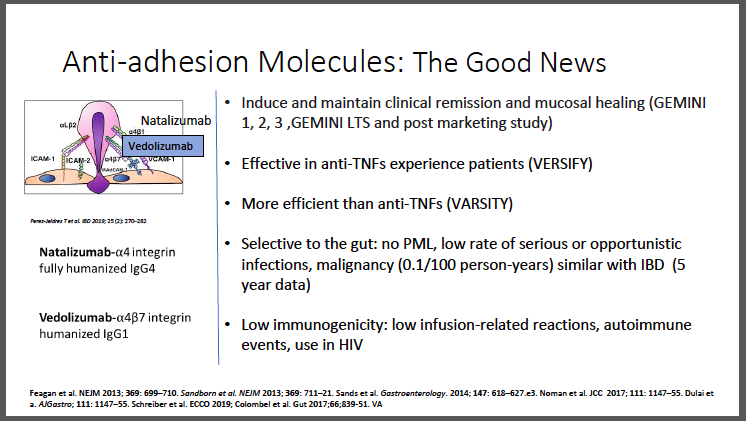 Anti-adhesion Molecules: The Good News
αLβ2
Natalizumab
α4β1
Vedolizumab
ICAM-1
ICAM-2
α4β7
VCAM-1
MAdCAM-1
Perez-Jeldres T et al. IBD 2019; 25 (2): 270–282
Natalizumab-α4 integrin
fully humanized IgG4
Vedolizumab-α4β7 integrin
humanized IgG1
• Induce and maintain clinical remission and mucosal healing (GEMINI
1, 2, 3 ,GEMINI LTS and post marketing study)
• Effective in anti-TNFs experience patients (VERSIFY)
• More efficient than anti-TNFs (VARSITY)
• Selective to the gut: no PML, low rate of serious or opportunistic
infections, malignancy (0.1/100 person-years) similar with IBD (5
year data)
• Low immunogenicity: low infusion-related reactions, autoimmune
events, use in HIV
Feagan et al. NEJM 2013; 369: 699–710. Sandborn et al. NEJM 2013; 369: 711–21. Sands et al. Gastroenterology. 2014; 147: 618–627.e3. Noman et al. JCC 2017; 111: 1147–55. Dulai et
a. AJGastro; 111: 1147–55. Schreiber et al. ECCO 2019; Colombel et al. Gut 2017;66;839-51. VA